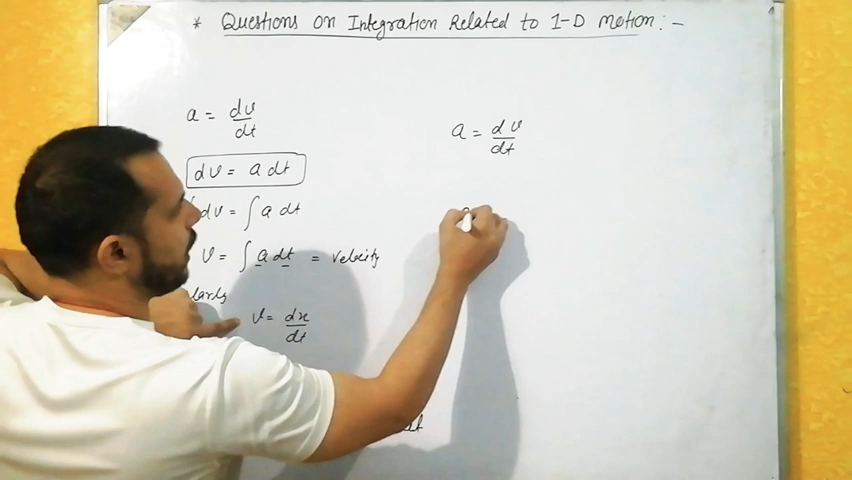 * Questions on Integration Related to 1-D motion :-
a = dv/dt
dv = a dt
∫dv = ∫ a dt
v = ∫ a dt = velocity
v = dx/dt
dt
a = dv/dt